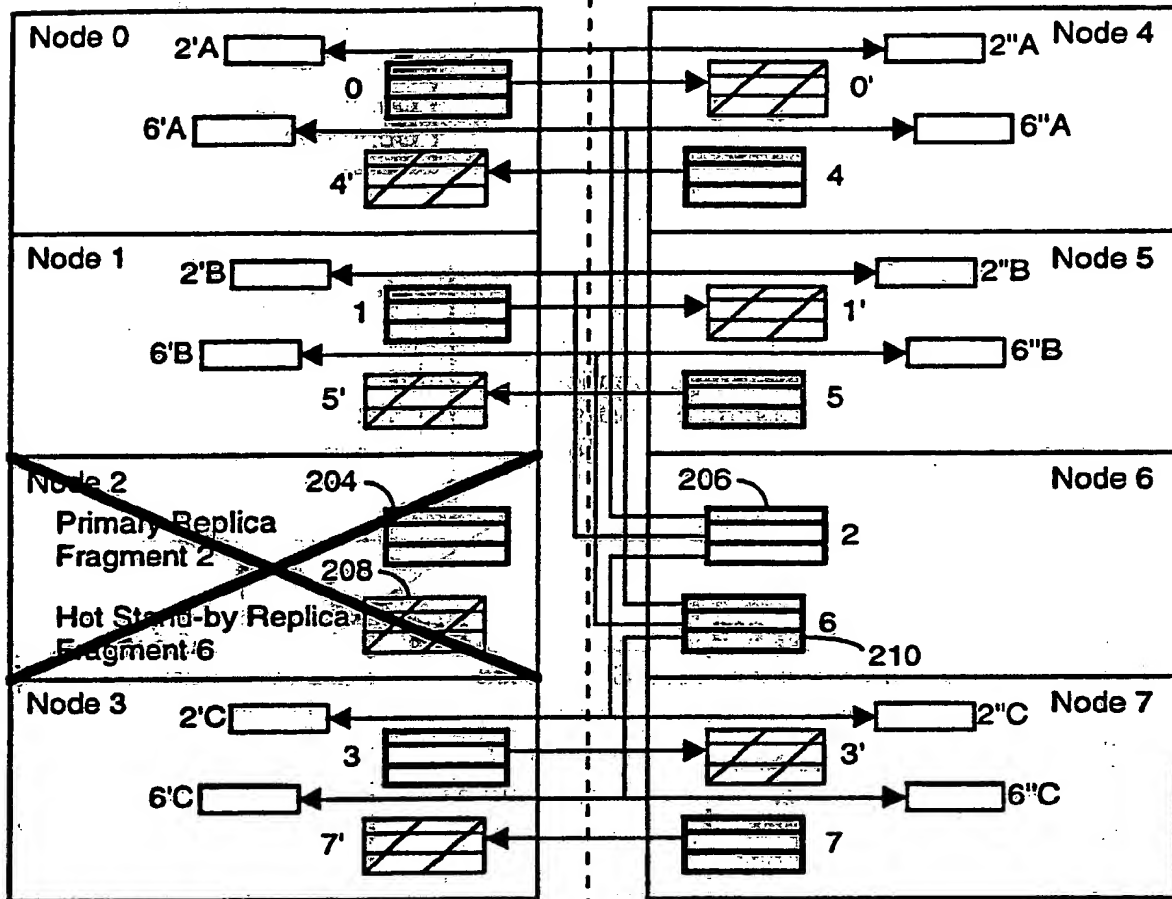 Node 0
2'A
2"A
Node 4
0
0'
6'A
6"A
4'
4
Node 1
2'B
2"B
Node 5
1
1'
6'B
6"B
5'
5
Node 2
204
206
Node 6
Primary Replica
Fragment 2
2
208
Hot Stand-by Replica
Fragment 6
6
210
Node 3
2'C
2"C
Node 7
3
3'
6'C
6"C
7'
7